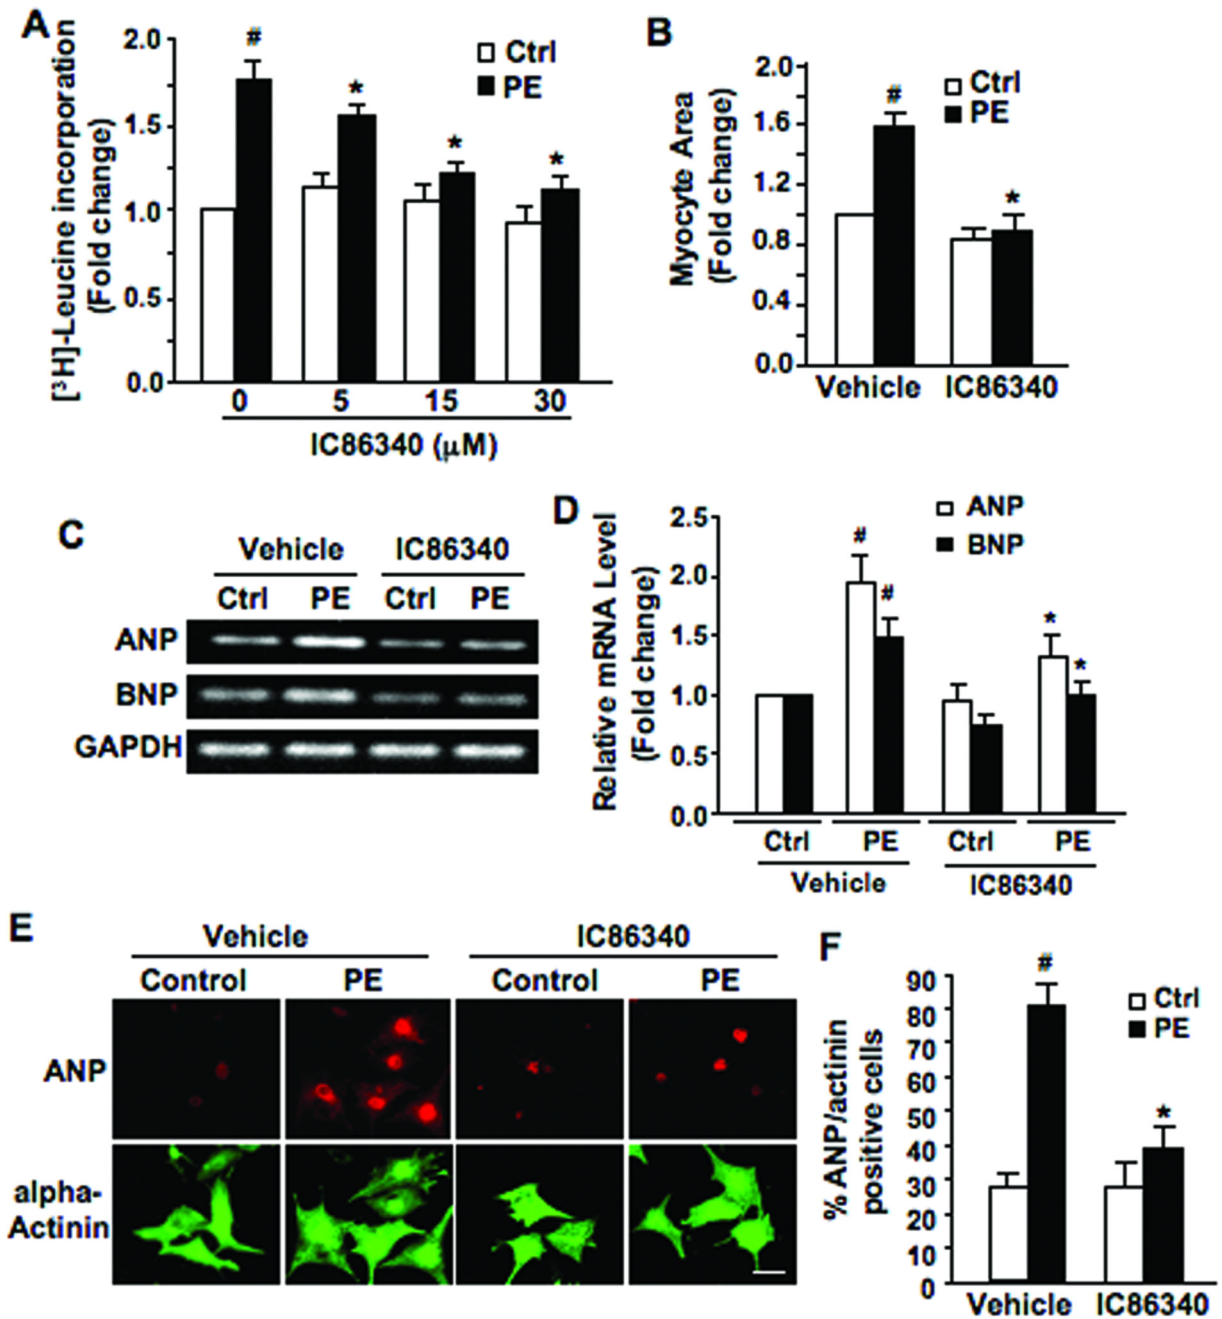 A
[³H]-Leucine incorporation
(Fold change)
2.0
1.5
1.0
0.5
0.0
#
*
*
*
Ctrl
PE
0 5 15 30
IC86340 (μM)
B
Myocyte Area
(Fold change)
2.0
1.6
1.2
0.8
0.4
0.0
#
*
Ctrl
PE
Vehicle IC86340
C
Vehicle IC86340
Ctrl PE Ctrl PE
ANP
BNP
GAPDH
D
Relative mRNA Level
(Fold change)
2.5
2.0
1.5
1.0
0.5
0.0
#
#
*
*
ANP
BNP
Ctrl PE Ctrl PE
Vehicle IC86340
E
Vehicle IC86340
Control PE Control PE
ANP
alpha-
Actinin
F
% ANP/actinin
positive cells
90
80
70
60
50
40
30
20
10
0
#
*
Ctrl
PE
Vehicle IC86340